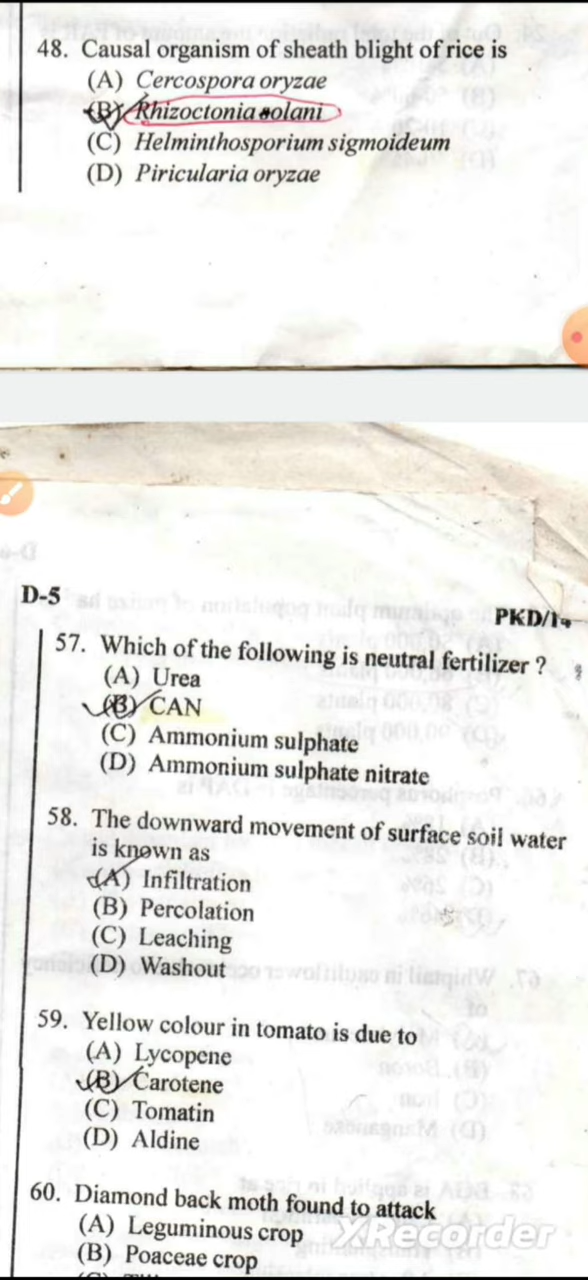 48. Causal organism of sheath blight of rice is
(A) Cercospora oryzae
(B) Rhizoctonia solani
(C) Helminthosporium sigmoideum
(D) Piricularia oryzae
D-5
PKD/
57. Which of the following is neutral fertilizer ?
(A) Urea
(B) CAN
(C) Ammonium sulphate
(D) Ammonium sulphate nitrate
58. The downward movement of surface soil water
is known as
(A) Infiltration
(B) Percolation
(C) Leaching
(D) Washout
59. Yellow colour in tomato is due to
(A) Lycopene
(B) Carotene
(C) Tomatin
(D) Aldine
60. Diamond back moth found to attack
(A) Leguminous crop
XRecorder
(B) Poaceae crop